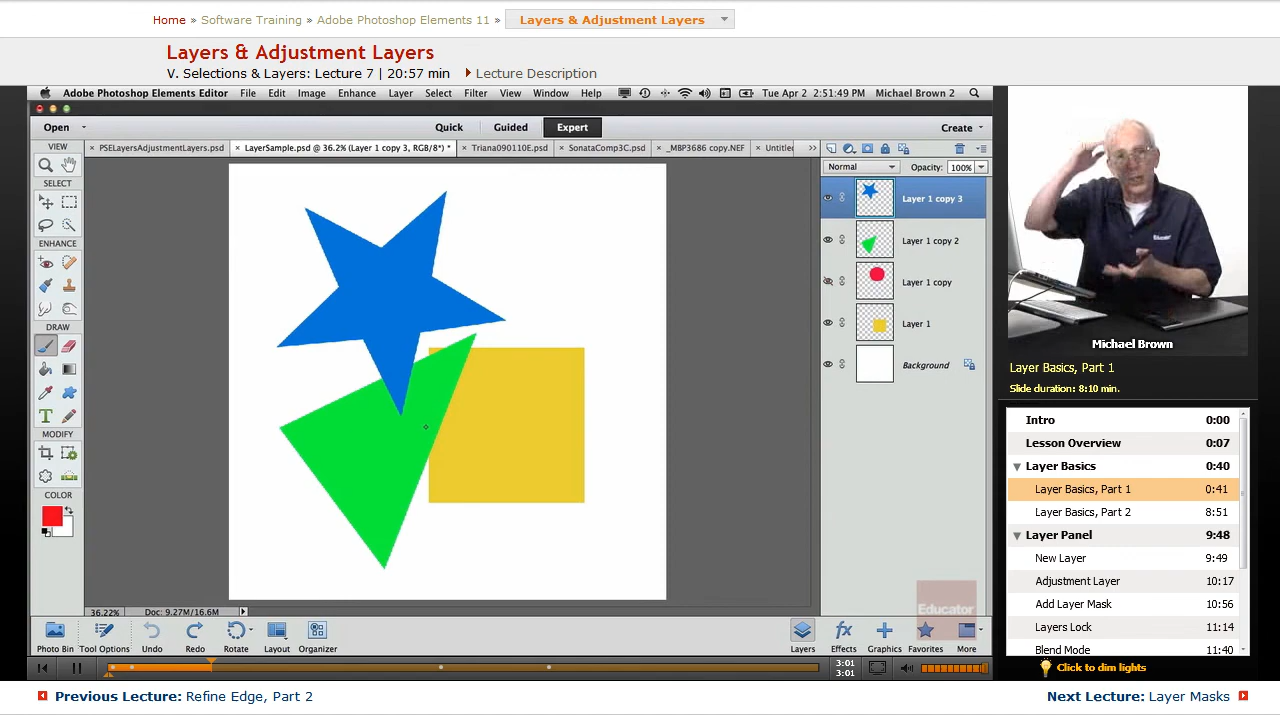 Home » Software Training » Adobe Photoshop Elements 11 » Layers & Adjustment Layers
Layers & Adjustment Layers
V. Selections & Layers: Lecture 7 | 20:57 min Lecture Description
Adobe Photoshop Elements Editor File Edit Image Enhance Layer Select Filter View Window Help Tue Apr 2 2:51:49 PM Michael Brown 2
Open Quick Guided Expert Create
VIEW
× PSELayersAdjustmentLayers.psd × LayerSample.psd @ 36.2% (Layer 1 copy 3, RGB/8*) * × Triana090110E.psd × SonataComp3C.psd × _MBP3686 copy.NEF × Untitled »
Normal Opacity: 100%
SELECT
ENHANCE
DRAW
T
MODIFY
COLOR
Layer 1 copy 3
Layer 1 copy 2
Layer 1 copy
Layer 1
Background
Educator
36.22% Doc: 9.27M/16.6M
Photo Bin Tool Options Undo Redo Rotate Layout Organizer Layers fx Effects Graphics Favorites More
3:01
3:01
Michael Brown
Layer Basics, Part 1
Slide duration: 8:10 min.
Intro 0:00
Lesson Overview 0:07
Layer Basics 0:40
Layer Basics, Part 1 0:41
Layer Basics, Part 2 8:51
Layer Panel 9:48
New Layer 9:49
Adjustment Layer 10:17
Add Layer Mask 10:56
Layers Lock 11:14
Blend Mode 11:40
Click to dim lights
Previous Lecture: Refine Edge, Part 2
Next Lecture: Layer Masks